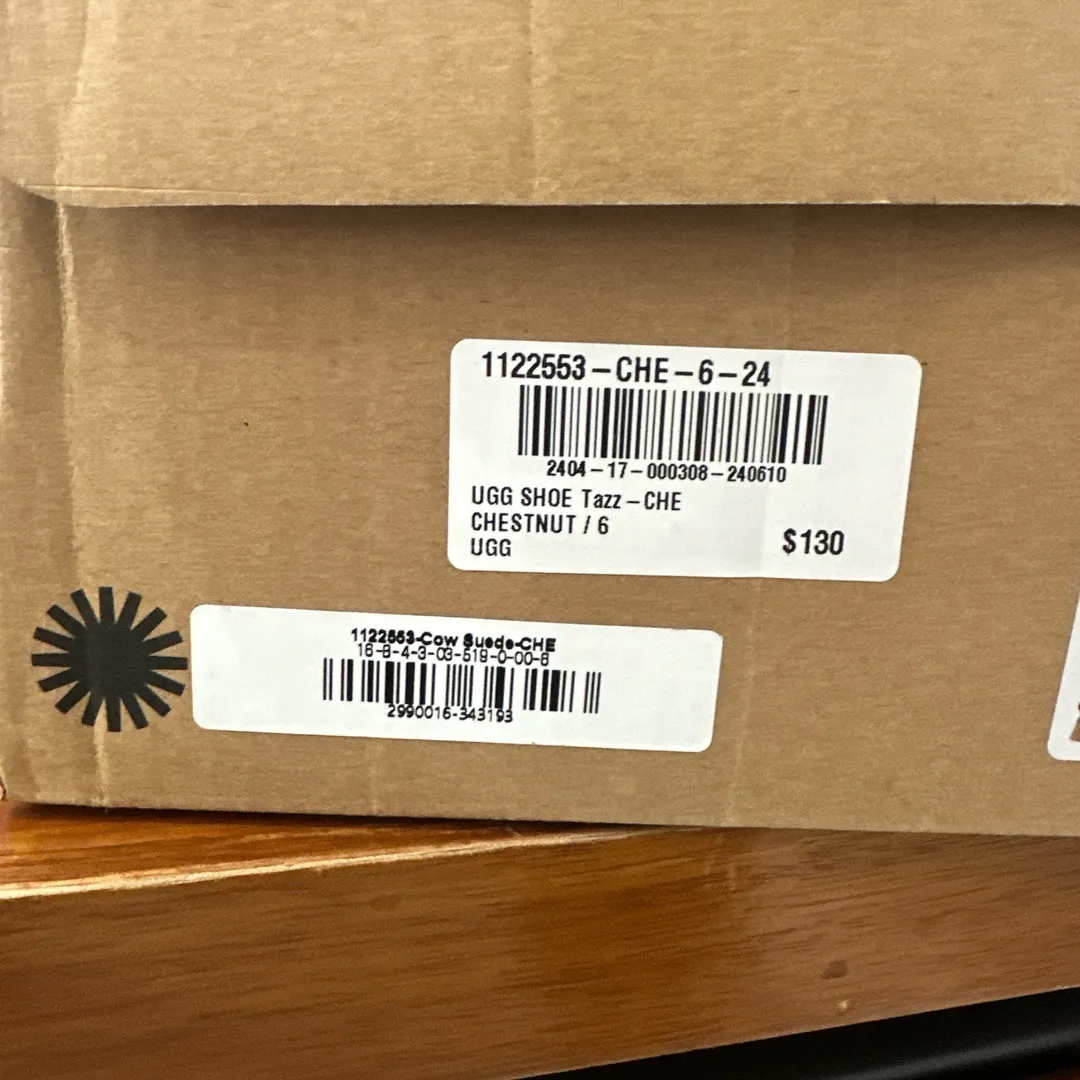 1122553-CHE-6-24
2404-17-000308-240610
UGG SHOE Tazz-CHE
CHESTNUT / 6
UGG
$130
1122553-Cow Suede-CHE
16-8-4-3-03-519-0-00-6
2990016-343193